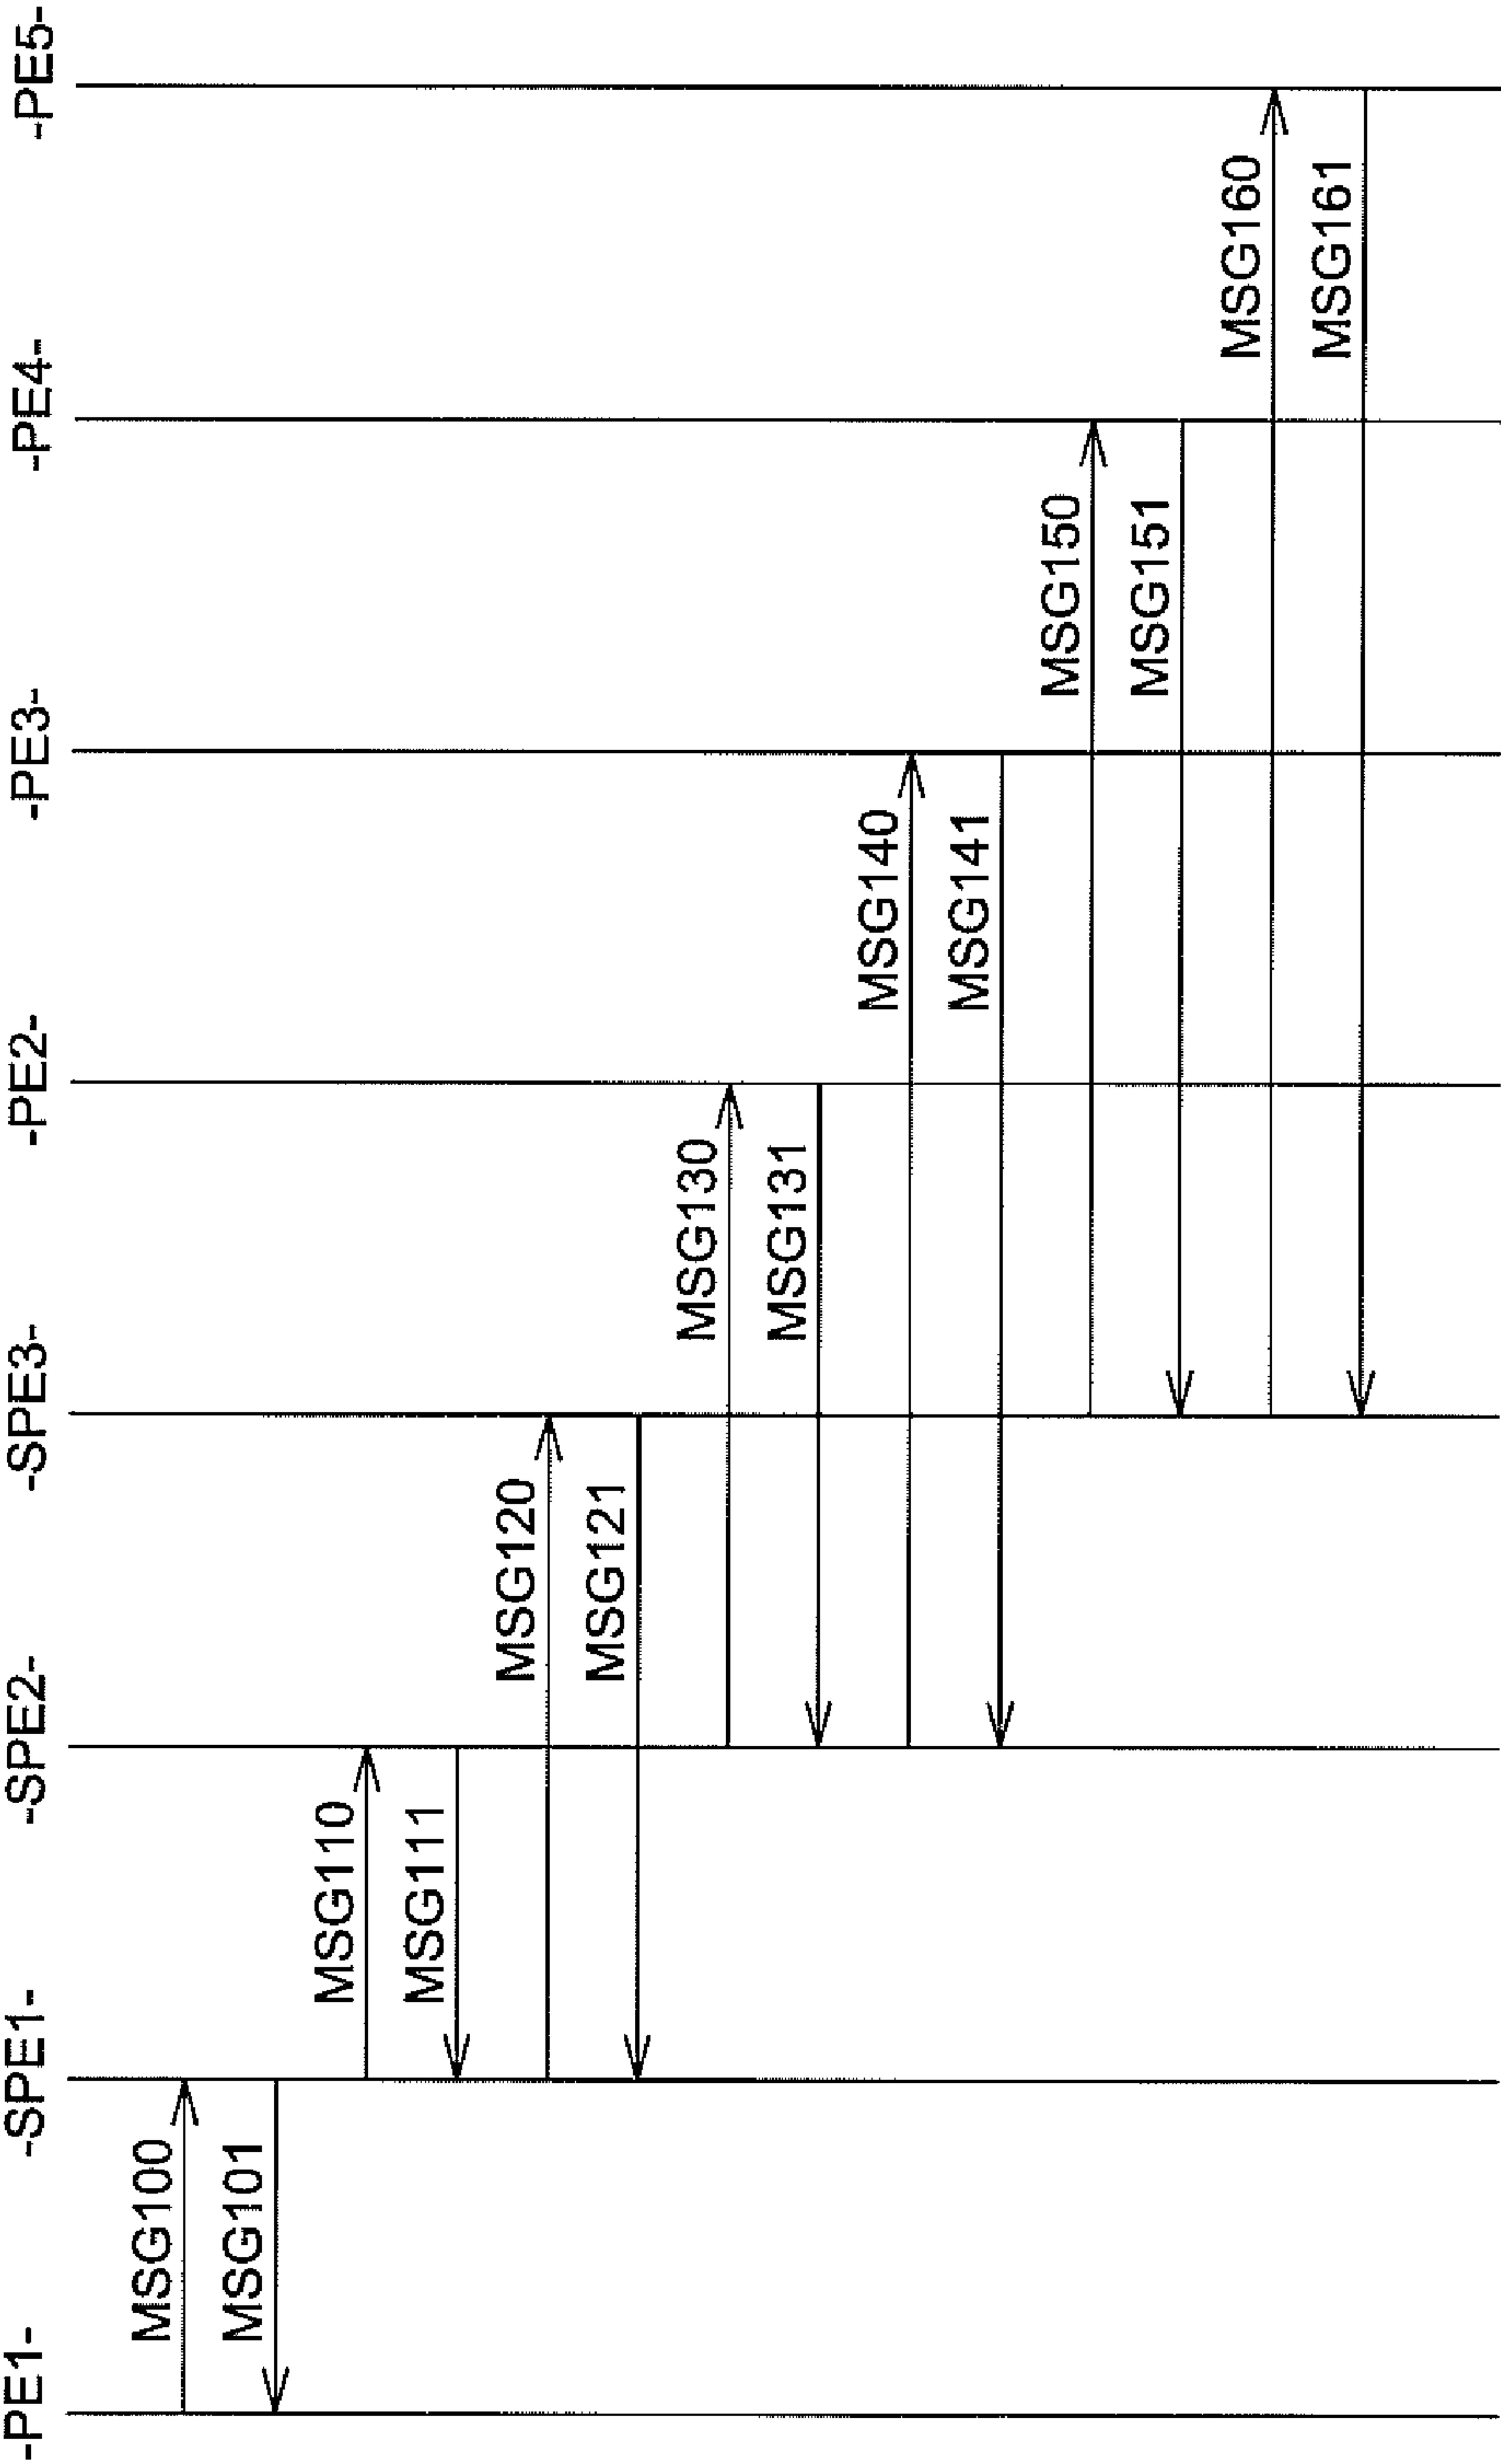 -PE1-
-SPE1-
-SPE2-
-SPE3-
-PE2-
-PE3-
-PE4-
-PE5-
MSG100
MSG101
MSG110
MSG111
MSG120
MSG121
MSG130
MSG131
MSG140
MSG141
MSG150
MSG151
MSG160
MSG161